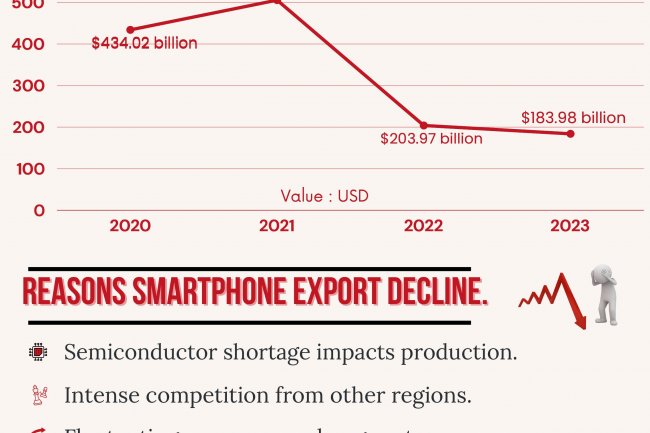 500
400
$434.02 billion
300
$183.98 billion
200
$203.97 billion
100
Value : USD
0
2020 2021 2022 2023
REASONS SMARTPHONE EXPORT DECLINE.
Semiconductor shortage impacts production.
Intense competition from other regions.